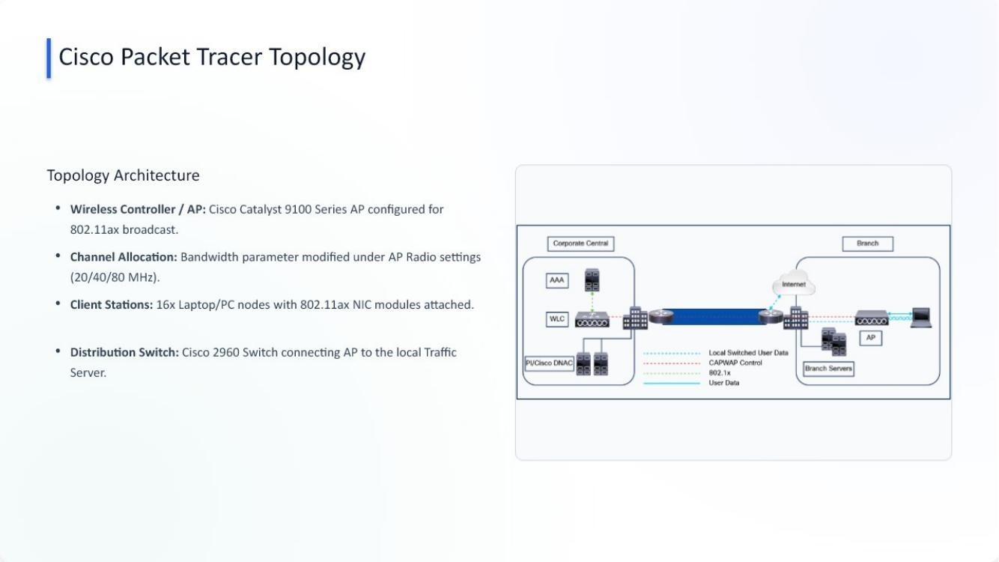 Cisco Packet Tracer Topology
Topology Architecture
• Wireless Controller / AP: Cisco Catalyst 9100 Series AP configured for
802.11ax broadcast.
• Channel Allocation: Bandwidth parameter modified under AP Radio settings
(20/40/80 MHz).
• Client Stations: 16x Laptop/PC nodes with 802.11ax NIC modules attached.
• Distribution Switch: Cisco 2960 Switch connecting AP to the local Traffic
Server.
Corporate Central
AAA
WLC
PI/Cisco DNAC
Local Switched User Data
CAPWAP Control
802.1x
User Data
Branch
Internet
AP
Branch Servers